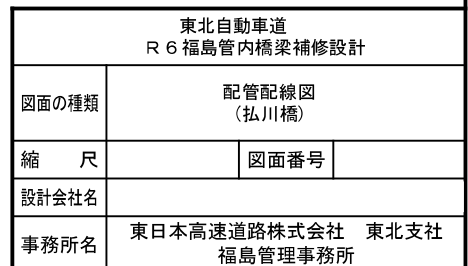 東北自動車道
Ｒ６福島管内橋梁補修設計
図面の種類
配管配線図
(払川橋)
縮　尺
図面番号
設計会社名
事務所名
東日本高速道路株式会社　東北支社
福島管理事務所